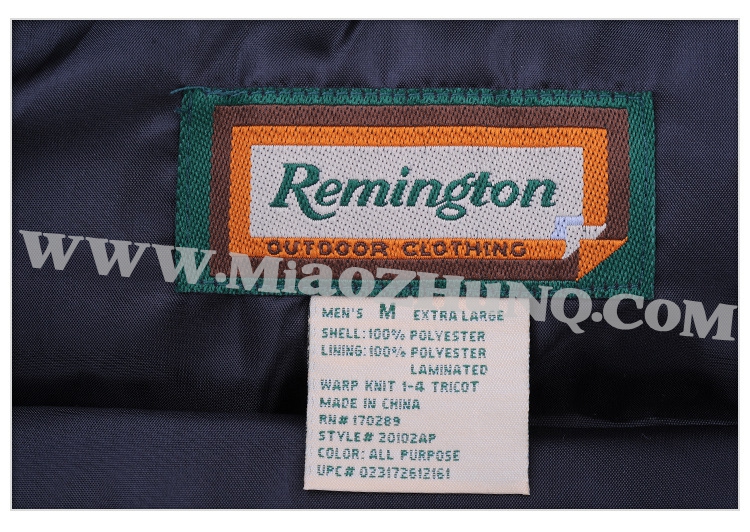 Remington
OUTDOOR CLOTHING
www.MiaoZHunQ.CoM
MEN'S M EXTRA LARGE
SHELL:100% POLYESTER
LINING:100% POLYESTER
LAMINATED
WARP KNIT 1-4 TRICOT
MADE IN CHINA
RN# 170289
STYLE# 20102AP
COLOR: ALL PURPOSE
UPC# 023172612161